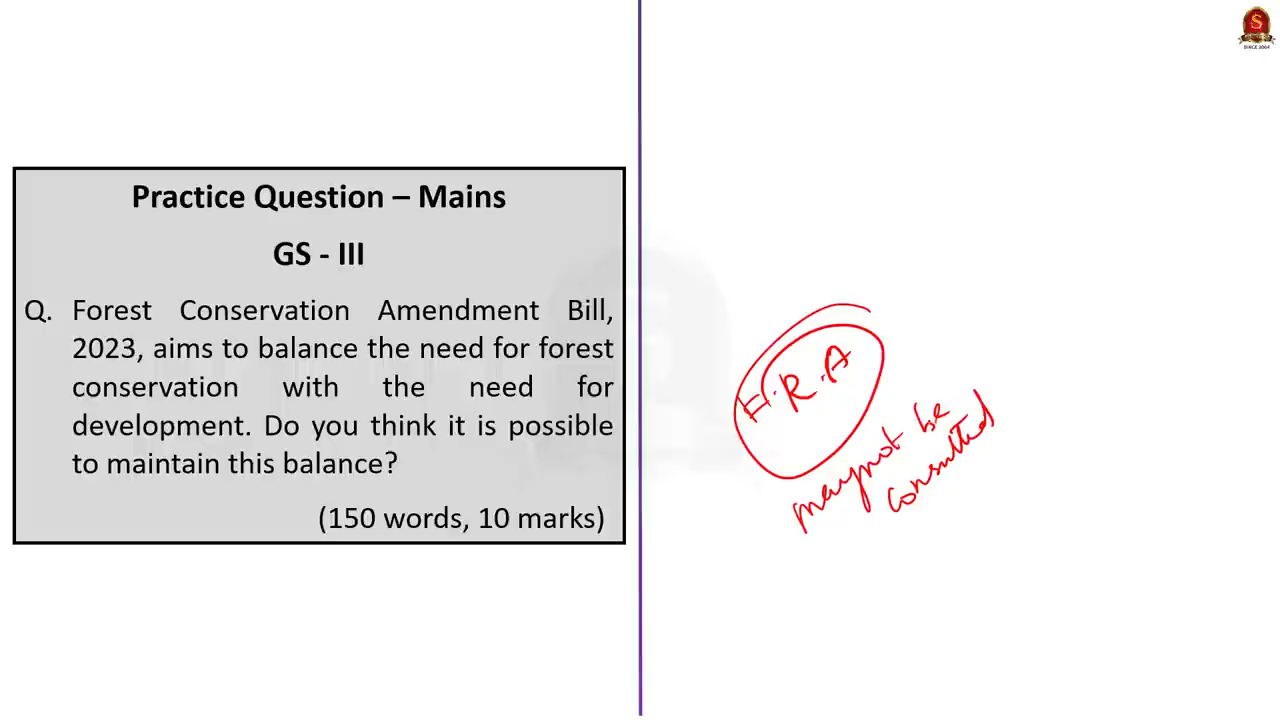 Practice Question – Mains
GS - III
Q. Forest Conservation Amendment Bill,
2023, aims to balance the need for forest
conservation with the need for
development. Do you think it is possible
to maintain this balance?
(150 words, 10 marks)
F.R.A
may not be
consulted
SINCE 2004